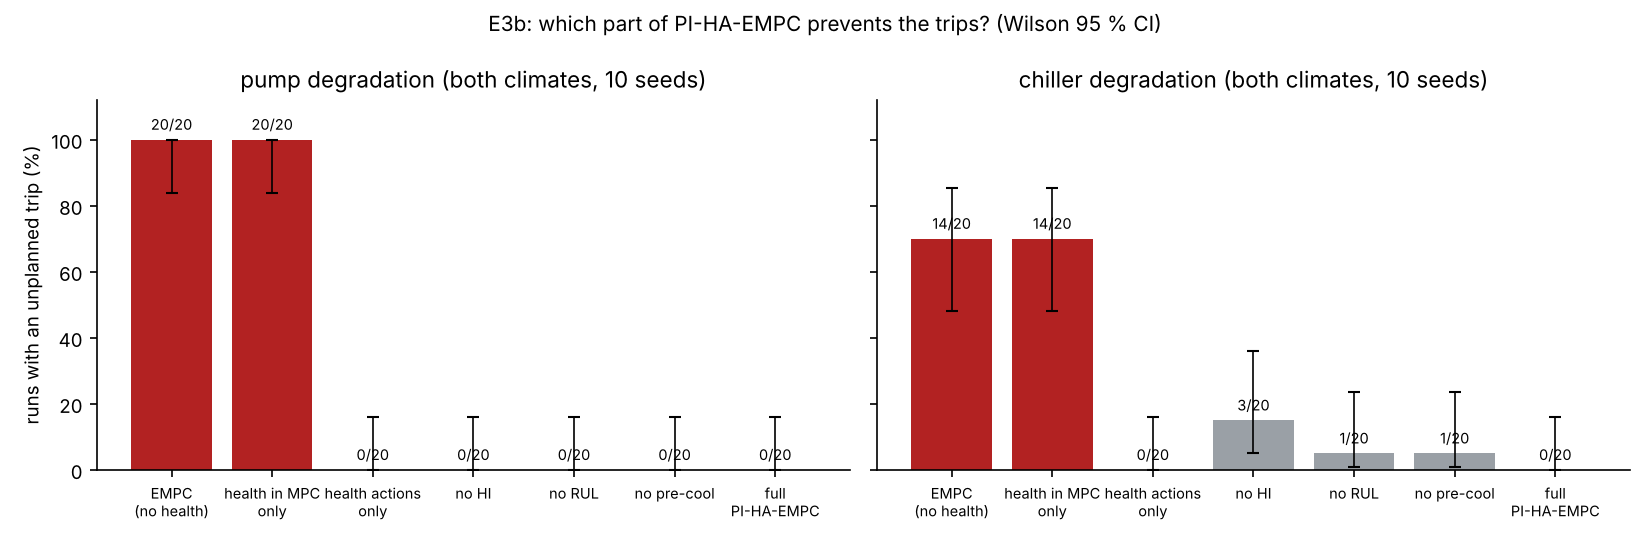 E3b: which part of PI-HA-EMPC prevents the trips? (Wilson 95 % CI)
pump degradation (both climates, 10 seeds)
runs with an unplanned trip (%)
100
80
60
40
20
0
20/20
20/20
0/20
0/20
0/20
0/20
0/20
EMPC
(no health)
health in MPC
only
health actions
only
no HI
no RUL
no pre-cool
full
PI-HA-EMPC
chiller degradation (both climates, 10 seeds)
14/20
14/20
0/20
3/20
1/20
1/20
0/20
EMPC
(no health)
health in MPC
only
health actions
only
no HI
no RUL
no pre-cool
full
PI-HA-EMPC